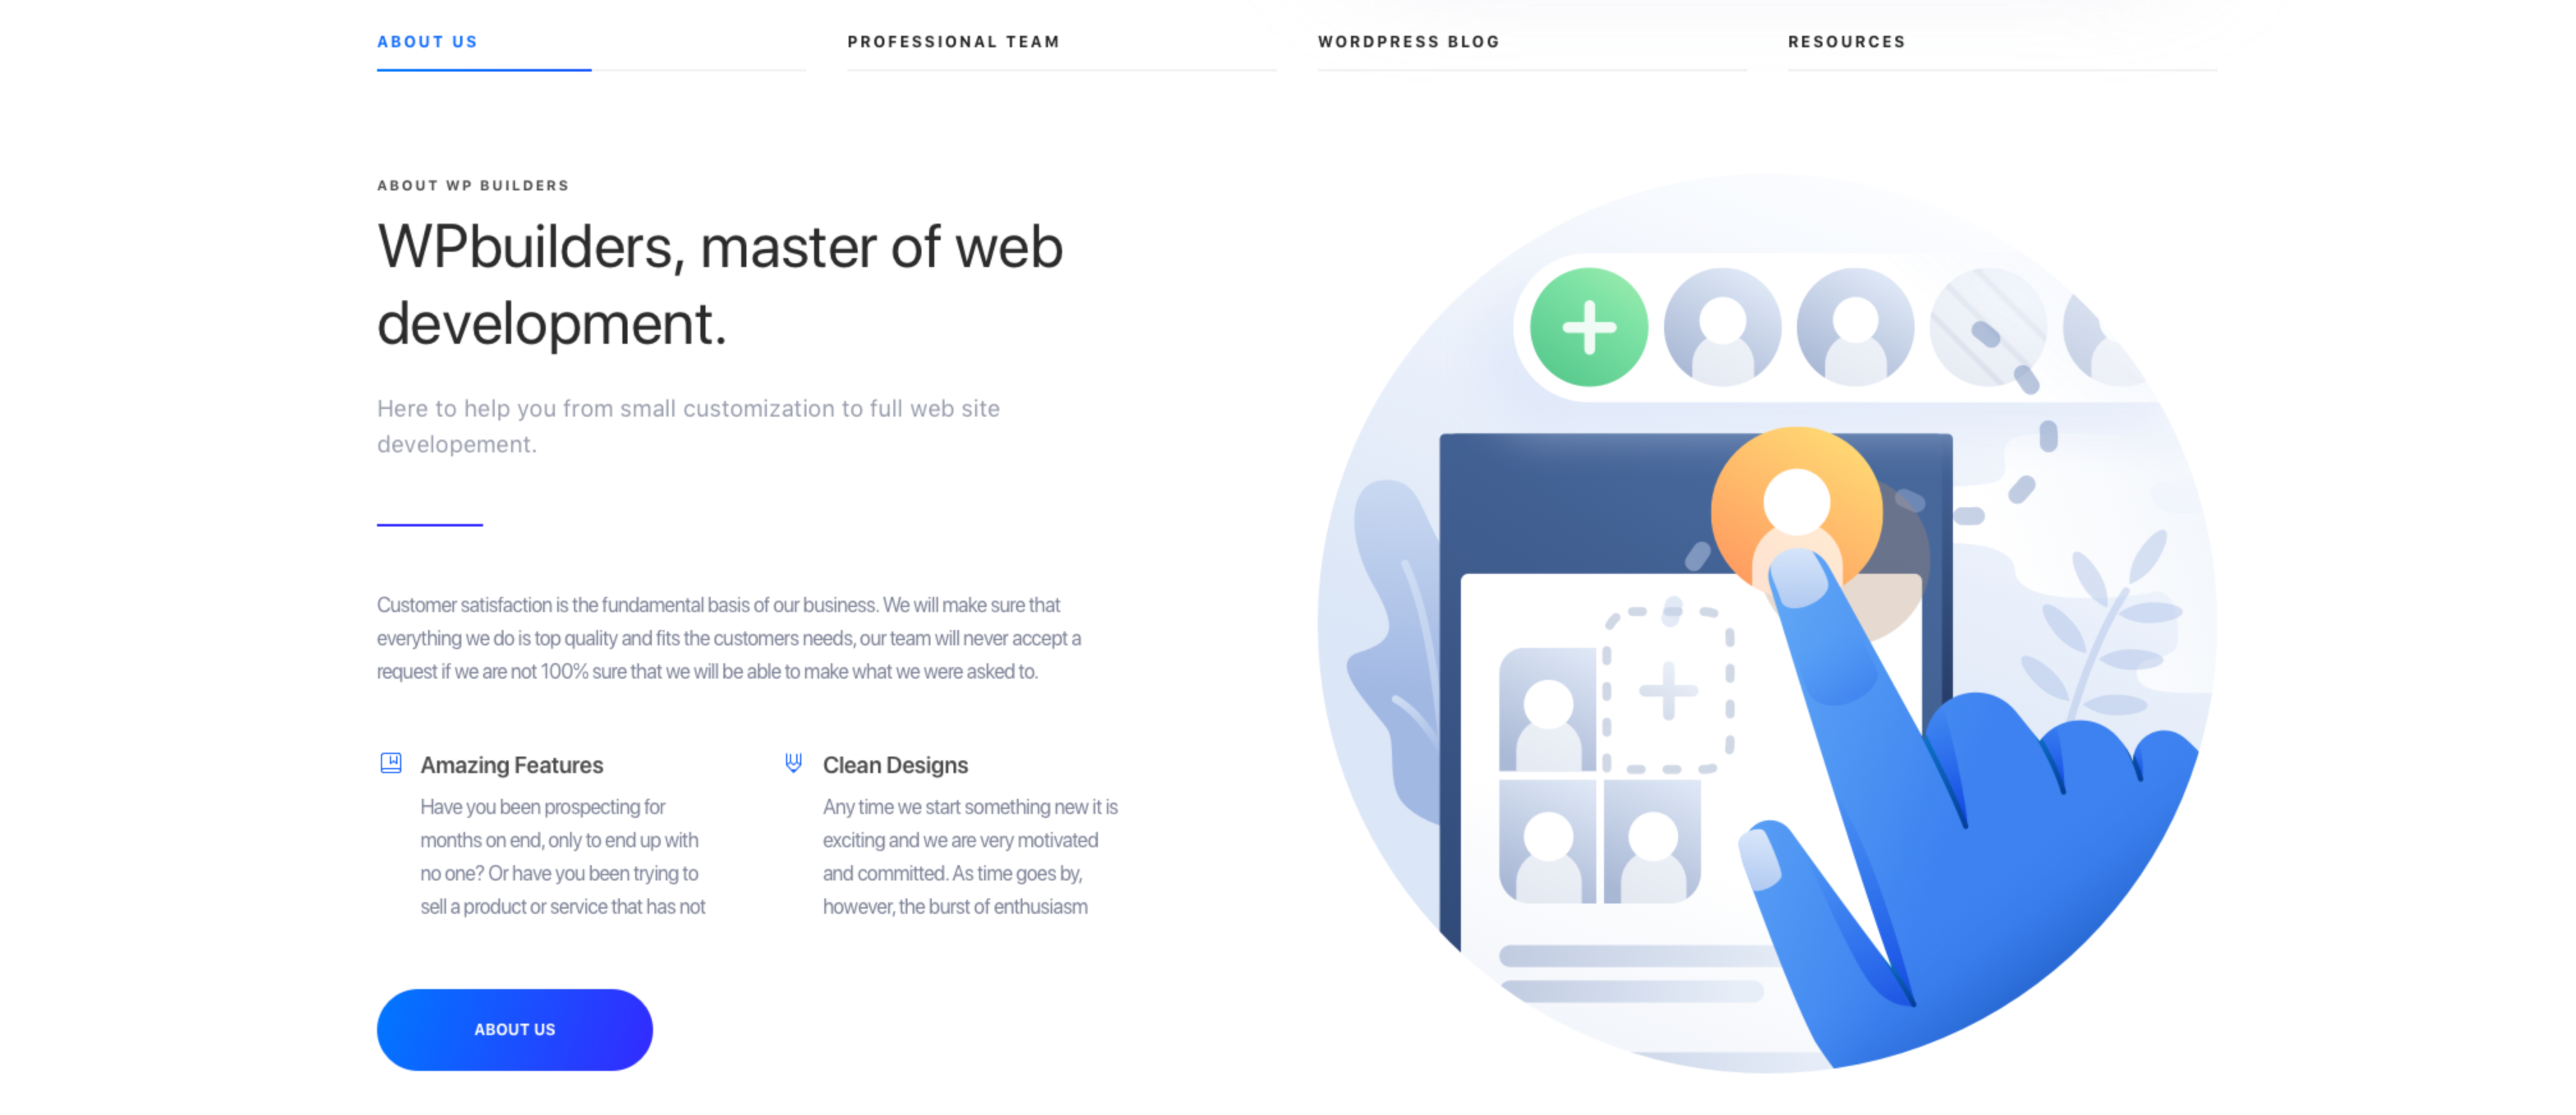 ABOUT US
PROFESSIONAL TEAM
WORDPRESS BLOG
RESOURCES
ABOUT WP BUILDERS
WPbuilders, master of web
development.
Here to help you from small customization to full web site
developement.
Customer satisfaction is the fundamental basis of our business. We will make sure that
everything we do is top quality and fits the customers needs, our team will never accept a
request if we are not 100% sure that we will be able to make what we were asked to.
Amazing Features
Have you been prospecting for
months on end, only to end up with
no one? Or have you been trying to
sell a product or service that has not
Clean Designs
Any time we start something new it is
exciting and we are very motivated
and committed. As time goes by,
however, the burst of enthusiasm
ABOUT US